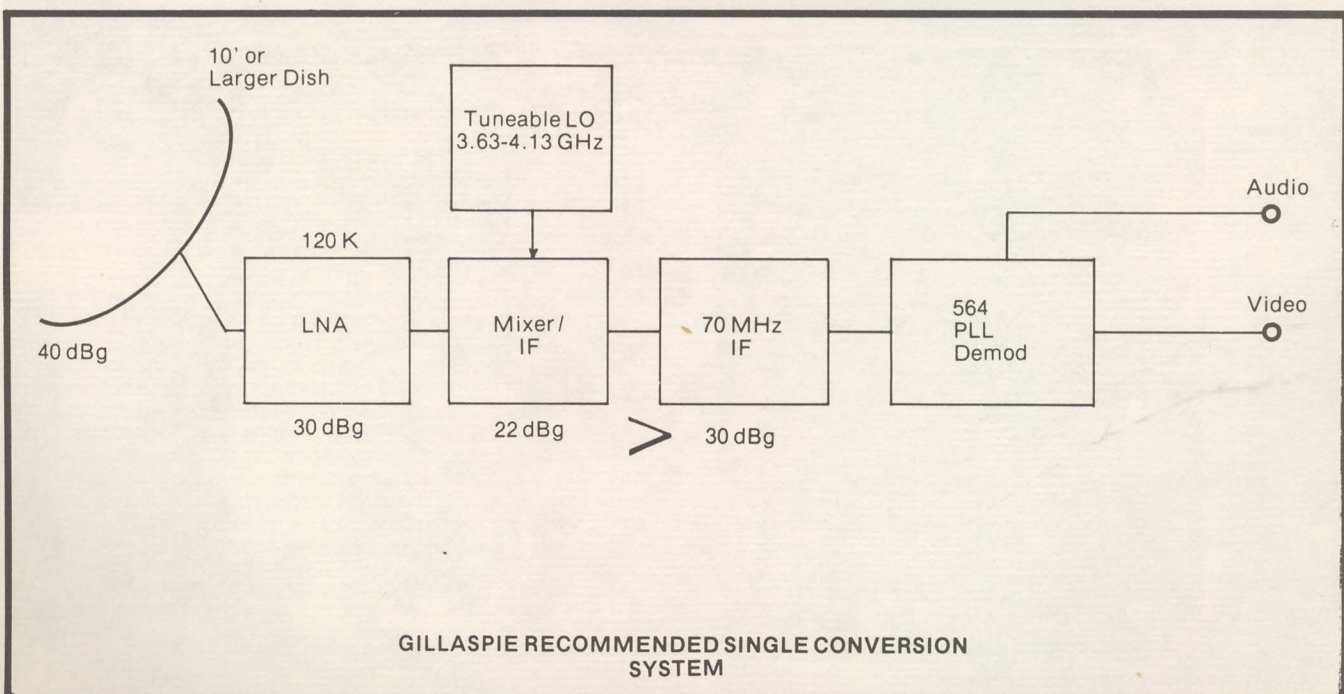 10' or
Larger Dish
Tuneable LO
3.63-4.13 GHz
Audio
120 K
LNA
Mixer/
IF
70 MHz
IF
564
PLL
Demod
Video
40 dBg
30 dBg
22 dBg
>
30 dBg
GILLASPIE RECOMMENDED SINGLE CONVERSION
SYSTEM